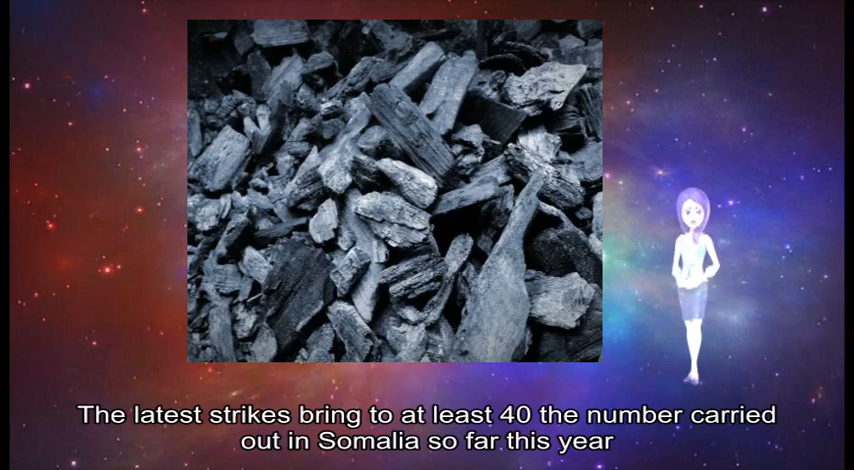 The latest strikes bring to at least 40 the number carried
out in Somalia so far this year